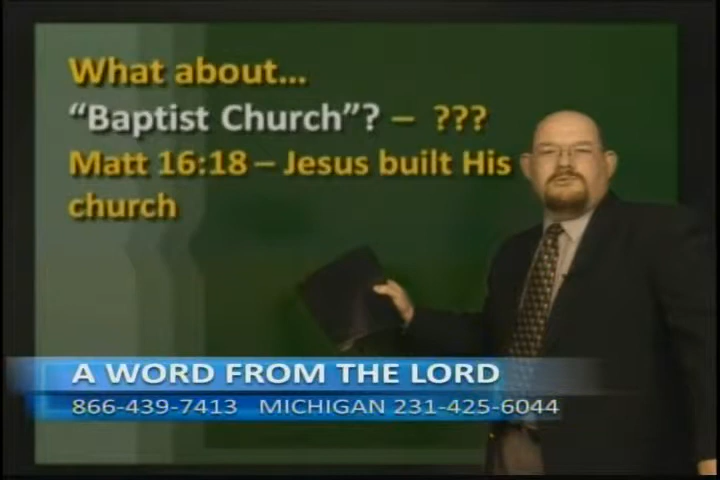 What about...
"Baptist Church"? – ???
Matt 16:18 – Jesus built His
church
A WORD FROM THE LORD
866-439-7413 MICHIGAN 231-425-6044